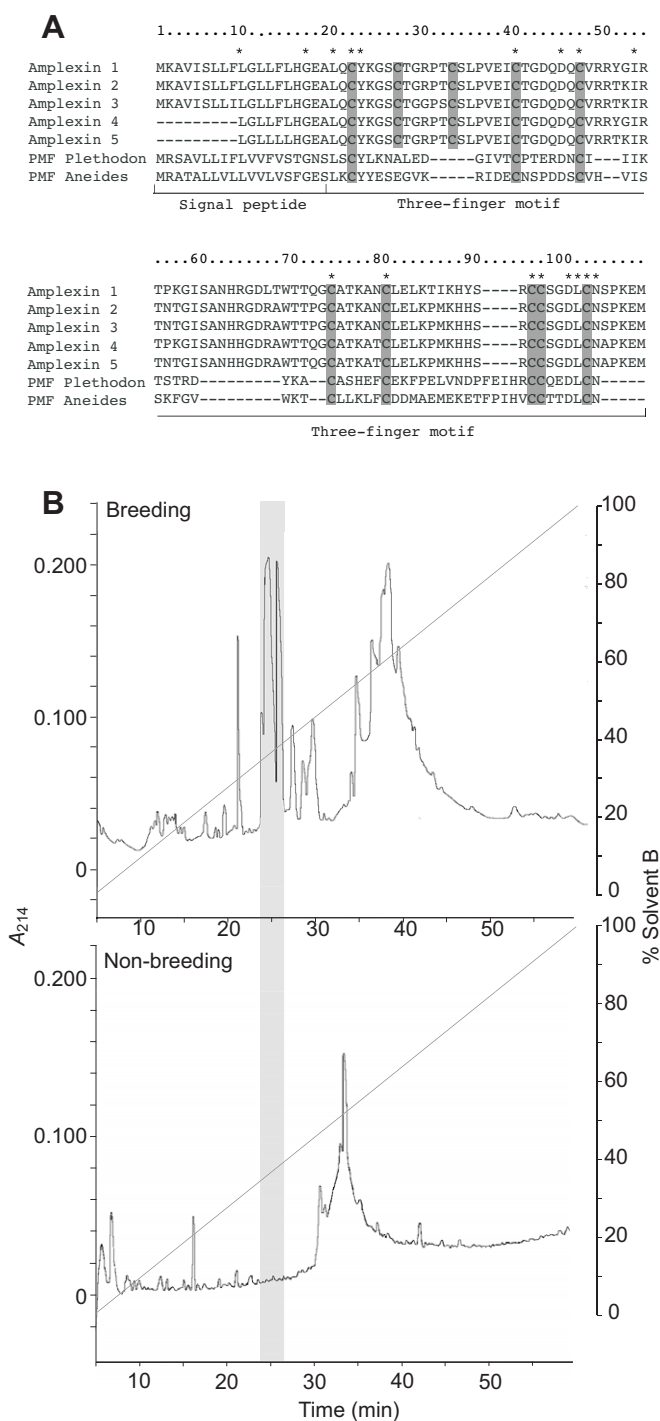 A
1.......10........20........30........40........50...
* * * ** * * * *
Amplexin 1 MKAVISLLFLGLLFLHGEALQCYKGSCTGRPTCSLPVEICTGDQDQCVRRYGIR
Amplexin 2 MKAVISLLFLGLLFLHGEALQCYKGSCTGRPTCSLPVEICTGDQDQCVRRTKIR
Amplexin 3 MKAVISLLILGLLFLHGEALQCYKGSCTGGPSCSLPVEICTGDQDQCVRRTKIR
Amplexin 4 ---------LGLLFLHGEALQCYKGSCTGRPTCSLPVEICTGDQDQCVRRYGIR
Amplexin 5 ---------LGLLLLHGEALQCYKGSCTGRPTCSLPVEICTGDQDQCVRRTKIR
PMF Plethodon MRSAVLLIFLVVFVSTGNSLSCYLKNALED-----GIVTCPTERDNCI---IIK
PMF Aneides MRATALLVLLVVLVSFGESLKCYYESEGVK-----RIDECNSPDDSCVH--VIS
Signal peptide Three-finger motif
....60........70........80........90........100........
* * ** ****
Amplexin 1 TPKGISANHRGDLTWTTQGCATKANCLELKTIKHYS----RCCSGDLCNSPKEM
Amplexin 2 TNTGISANHRGDRAWTTPGCATKANCLELKPMKHHS----RCCSGDLCNSPKEM
Amplexin 3 TNTGISANHRGDRAWTTPGCATKANCLELKPMKHHS----RCCSGDLCNSPKEM
Amplexin 4 TPKGISANHRGDRAWTTQGCATKATCLELKPMKHHS----RCCSGDLCNAPKEM
Amplexin 5 TNTGISANHHGDRAWTTQGCATKATCLELKPMKHHS----RCCSGDLCNAPKEM
PMF Plethodon TSTRD---------YKA--CASHEFCEKFPELVNDPFEIHRCCQEDLCN-----
PMF Aneides SKFGV---------WKT--CLLKLFCDDMAEMEKETFPIHVCCTTDLCN-----
Three-finger motif
B
Breeding
0.200
0.100
0
100
80
60
40
20
0
10 20 30 40 50
A214
% Solvent B
Non-breeding
0.200
0.100
0
100
80
60
40
20
0
10 20 30 40 50
Time (min)